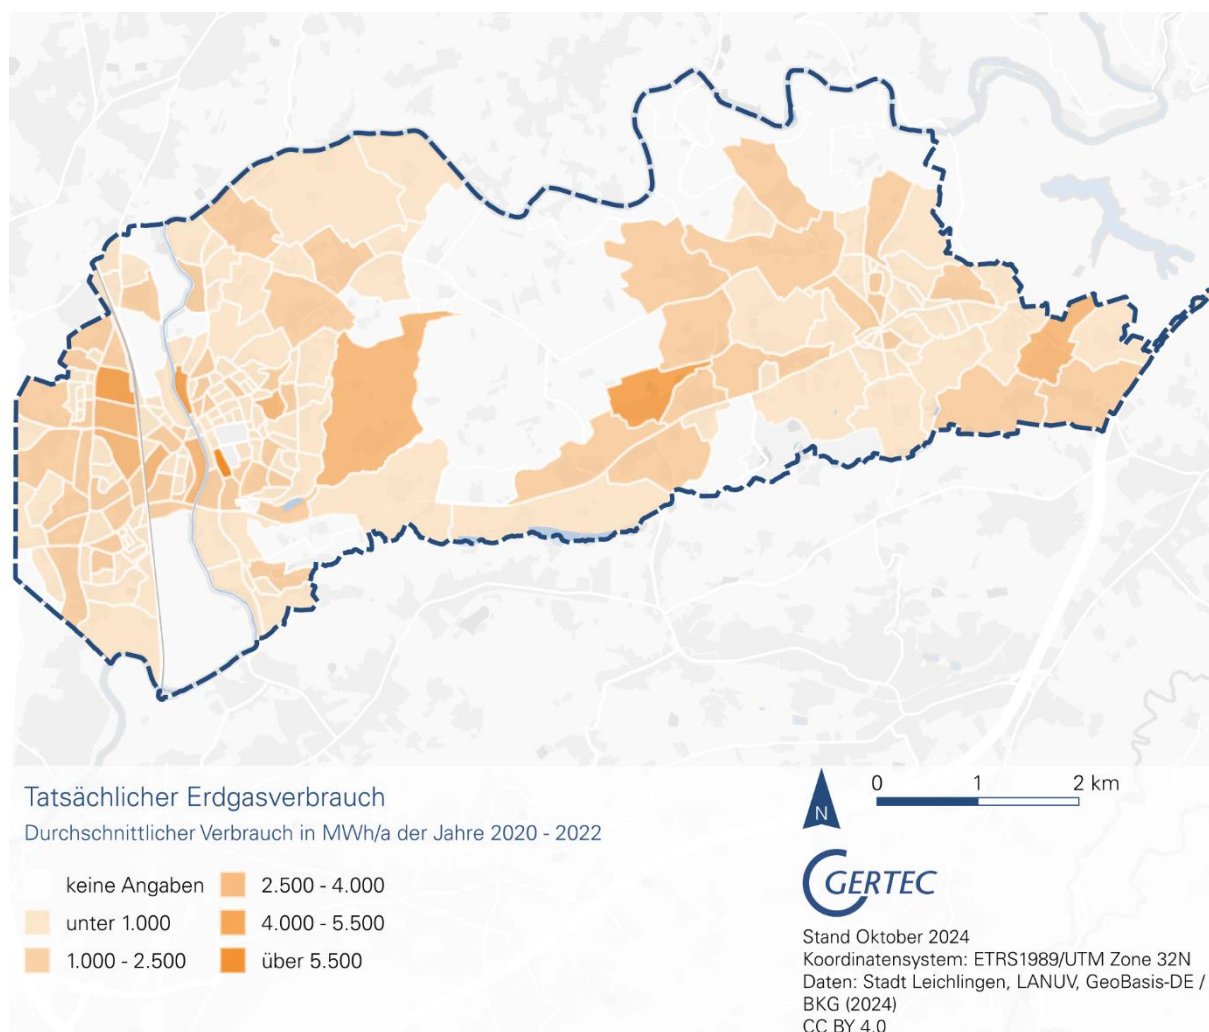 Tatsächlicher Erdgasverbrauch
Durchschnittlicher Verbrauch in MWh/a der Jahre 2020 - 2022
keine Angaben
unter 1.000
1.000 - 2.500
2.500 - 4.000
4.000 - 5.500
über 5.500
N
0 1 2 km
GERTEC
Stand Oktober 2024
Koordinatensystem: ETRS1989/UTM Zone 32N
Daten: Stadt Leichlingen, LANUV, GeoBasis-DE /
BKG (2024)
CC BY 4.0